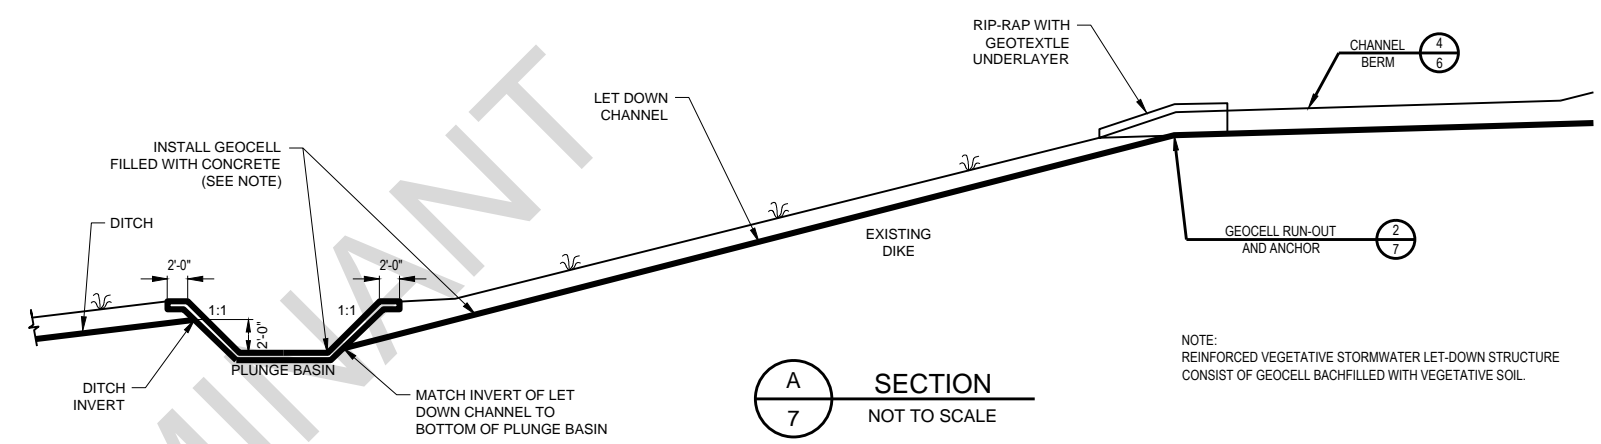 RIP-RAP WITH
GEOTEXTLE
UNDERLAYER
CHANNEL
BERM
4
6
LET DOWN
CHANNEL
INSTALL GEOCELL
FILLED WITH CONCRETE
(SEE NOTE)
DITCH
EXISTING
DIKE
GEOCELL RUN-OUT
AND ANCHOR
2
7
2'-0"
2'-0"
1:1
1:1
2'-0"
PLUNGE BASIN
DITCH
INVERT
MATCH INVERT OF LET
DOWN CHANNEL TO
BOTTOM OF PLUNGE BASIN
A
7
SECTION
NOT TO SCALE
NOTE:
REINFORCED VEGETATIVE STORMWATER LET-DOWN STRUCTURE
CONSIST OF GEOCELL BACHFILLED WITH VEGETATIVE SOIL.
MINANT